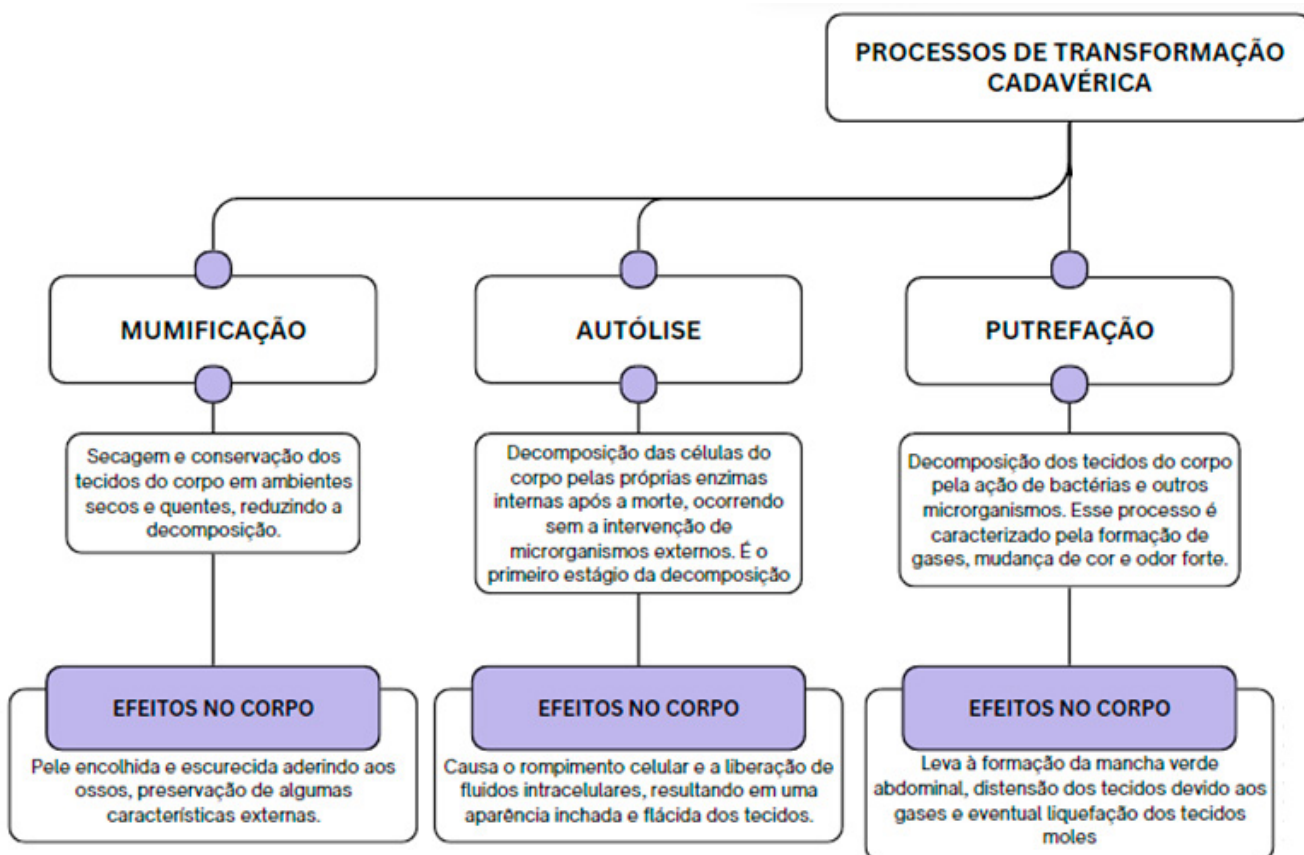 PROCESSOS DE TRANSFORMAÇÃO
CADAVÉRICA
MUMIFICAÇÃO
Secagem e conservação dos
tecidos do corpo em ambientes
secos e quentes, reduzindo a
decomposição.
EFEITOS NO CORPO
Pele encolhida e escurecida aderindo aos
ossos, preservação de algumas
características externas.
AUTÓLISE
Decomposição das células do
corpo pelas próprias enzimas
internas após a morte, ocorrendo
sem a intervenção de
microrganismos externos. É o
primeiro estágio da decomposição
EFEITOS NO CORPO
Causa o rompimento celular e a liberação de
fluidos intracelulares, resultando em uma
aparência inchada e flácida dos tecidos.
PUTREFAÇÃO
Decomposição dos tecidos do corpo
pela ação de bactérias e outros
microrganismos. Esse processo é
caracterizado pela formação de
gases, mudança de cor e odor forte.
EFEITOS NO CORPO
Leva à formação da mancha verde
abdominal, distensão dos tecidos devido aos
gases e eventual liquefação dos tecidos
moles